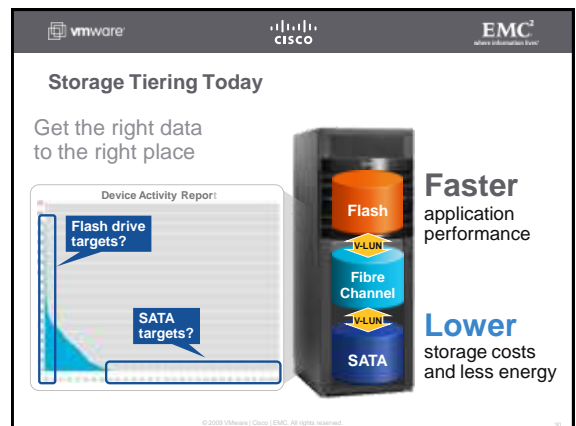 vmware
CISCO
EMC²
where information lives®
Storage Tiering Today
Get the right data
to the right place
Device Activity Report
Flash drive
targets?
SATA
targets?
Flash
V-LUN
Fibre
Channel
V-LUN
SATA
Faster
application
performance
Lower
storage costs
and less energy
© 2009 VMware | Cisco | EMC. All rights reserved.